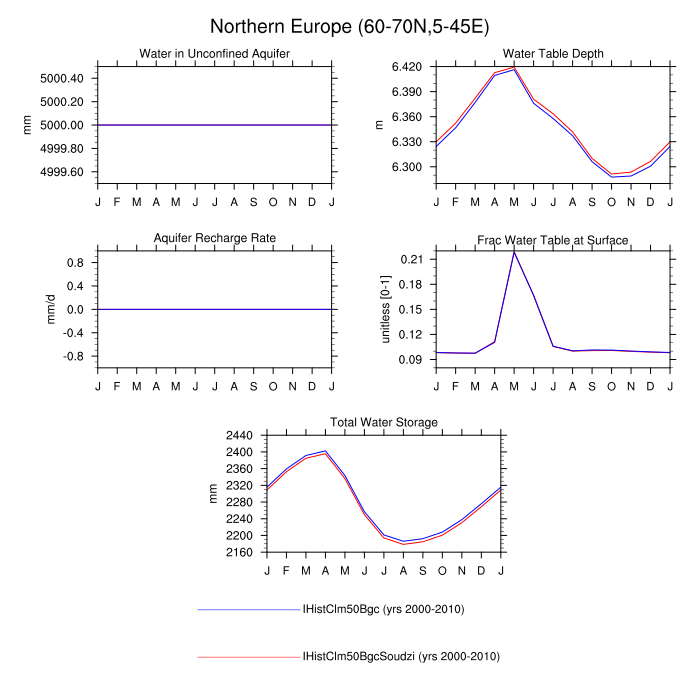 Northern Europe (60-70N,5-45E)
Water in Unconfined Aquifer
mm
5000.40
5000.20
5000.00
4999.80
4999.60
J F M A M J J A S O N D J
Water Table Depth
m
6.420
6.390
6.360
6.330
6.300
J F M A M J J A S O N D J
Aquifer Recharge Rate
mm/d
0.8
0.4
0.0
-0.4
-0.8
J F M A M J J A S O N D J
Frac Water Table at Surface
unitless [0-1]
0.21
0.18
0.15
0.12
0.09
J F M A M J J A S O N D J
Total Water Storage
mm
2440
2400
2360
2320
2280
2240
2200
2160
J F M A M J J A S O N D J
IHistClm50Bgc (yrs 2000-2010)
IHistClm50BgcSoudzi (yrs 2000-2010)